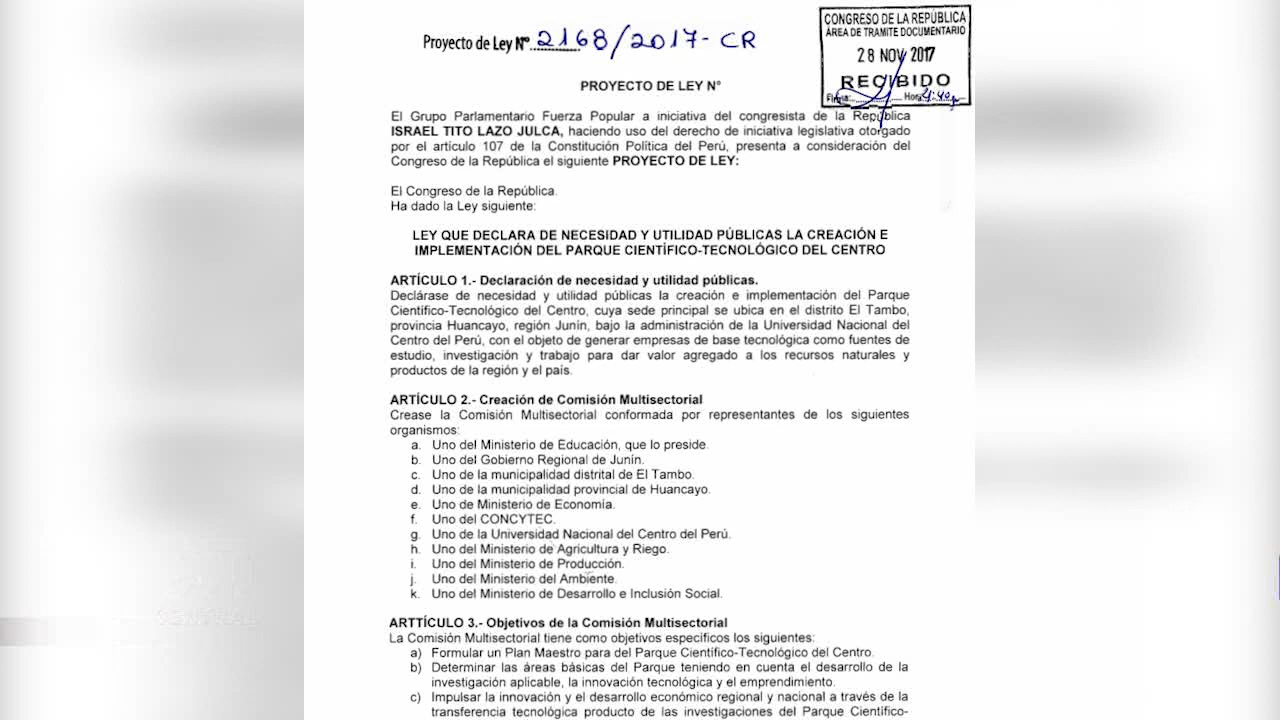 Proyecto de Ley Nº 2168/2017-CR
CONGRESO DE LA REPÚBLICA
ÁREA DE TRAMITE DOCUMENTARIO
28 NOV 2017
RECIBIDO
Firma: Hora: 4:40p
PROYECTO DE LEY N°
El Grupo Parlamentario Fuerza Popular a iniciativa del congresista de la República
ISRAEL TITO LAZO JULCA, haciendo uso del derecho de iniciativa legislativa otorgado
por el artículo 107 de la Constitución Política del Perú, presenta a consideración del
Congreso de la República el siguiente PROYECTO DE LEY:
El Congreso de la República.
Ha dado la Ley siguiente:
LEY QUE DECLARA DE NECESIDAD Y UTILIDAD PÚBLICAS LA CREACIÓN E
IMPLEMENTACIÓN DEL PARQUE CIENTÍFICO-TECNOLÓGICO DEL CENTRO
ARTÍCULO 1.- Declaración de necesidad y utilidad públicas.
Declárase de necesidad y utilidad públicas la creación e implementación del Parque
Científico-Tecnológico del Centro, cuya sede principal se ubica en el distrito El Tambo,
provincia Huancayo, región Junín, bajo la administración de la Universidad Nacional del
Centro del Perú, con el objeto de generar empresas de base tecnológica como fuentes de
estudio, investigación y trabajo para dar valor agregado a los recursos naturales y
productos de la región y el país.
ARTÍCULO 2.- Creación de Comisión Multisectorial
Crease la Comisión Multisectorial conformada por representantes de los siguientes
organismos:
a. Uno del Ministerio de Educación, que lo preside.
b. Uno del Gobierno Regional de Junín.
c. Uno de la municipalidad distrital de El Tambo.
d. Uno de la municipalidad provincial de Huancayo.
e. Uno de Ministerio de Economía.
f. Uno del CONCYTEC.
g. Uno de la Universidad Nacional del Centro del Perú.
h. Uno del Ministerio de Agricultura y Riego.
i. Uno del Ministerio de Producción.
j. Uno del Ministerio del Ambiente.
k. Uno del Ministerio de Desarrollo e Inclusión Social.
ARTTÍCULO 3.- Objetivos de la Comisión Multisectorial
La Comisión Multisectorial tiene como objetivos específicos los siguientes:
a) Formular un Plan Maestro para del Parque Científico-Tecnológico del Centro.
b) Determinar las áreas básicas del Parque teniendo en cuenta el desarrollo de la
investigación aplicable, la innovación tecnológica y el emprendimiento.
c) Impulsar la innovación y el desarrollo económico regional y nacional a través de la
transferencia tecnológica producto de las investigaciones del Parque Científico-